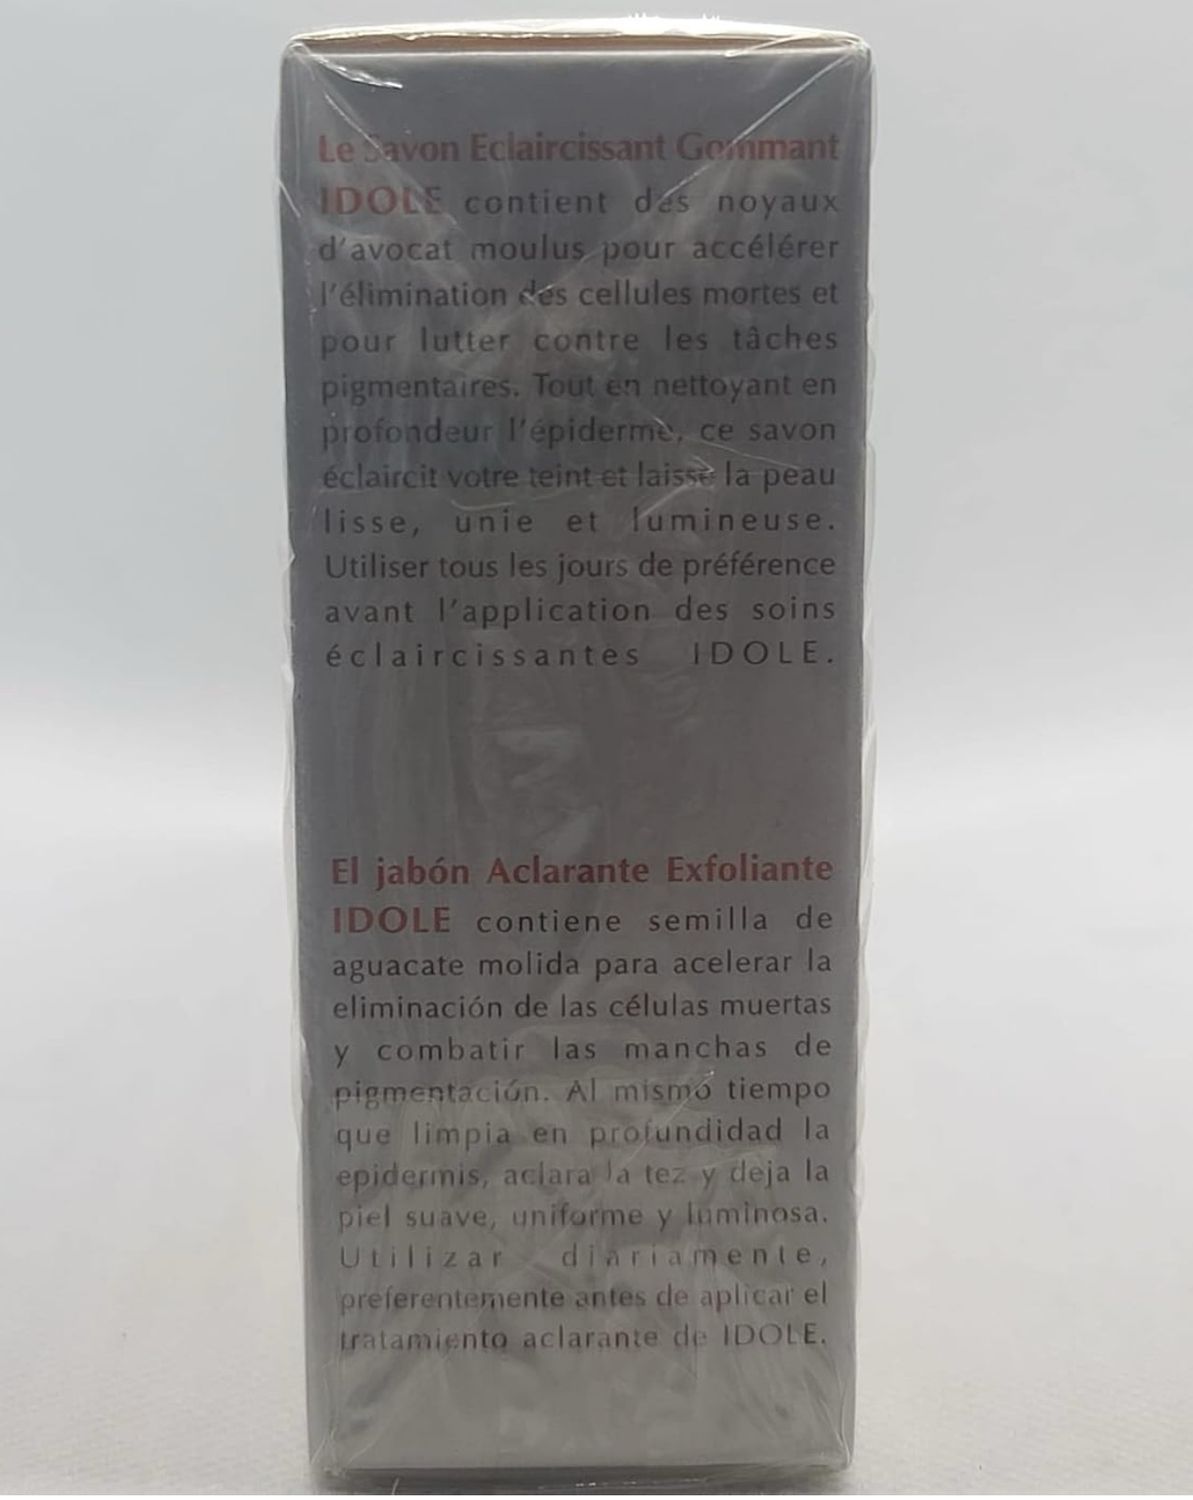 Le Savon Eclaircissant Gommant
IDOLE contient des noyaux
d'avocat moulus pour accélérer
l'élimination des cellules mortes et
pour lutter contre les tâches
pigmentaires. Tout en nettoyant en
profondeur l'épiderme, ce savon
éclaircit votre teint et laisse la peau
lisse, unie et lumineuse.
Utiliser tous les jours de préférence
avant l'application des soins
éclaircissantes IDOLE.
El jabón Aclarante Exfoliante
IDOLE contiene semilla de
aguacate molida para acelerar la
eliminación de las células muertas
y combatir las manchas de
pigmentación. Al mismo tiempo
que limpia en profundidad la
epidermis, aclara la tez y deja la
piel suave, uniforme y luminosa.
Utilizar diariamente,
preferentemente antes de aplicar el
tratamiento aclarante de IDOLE.